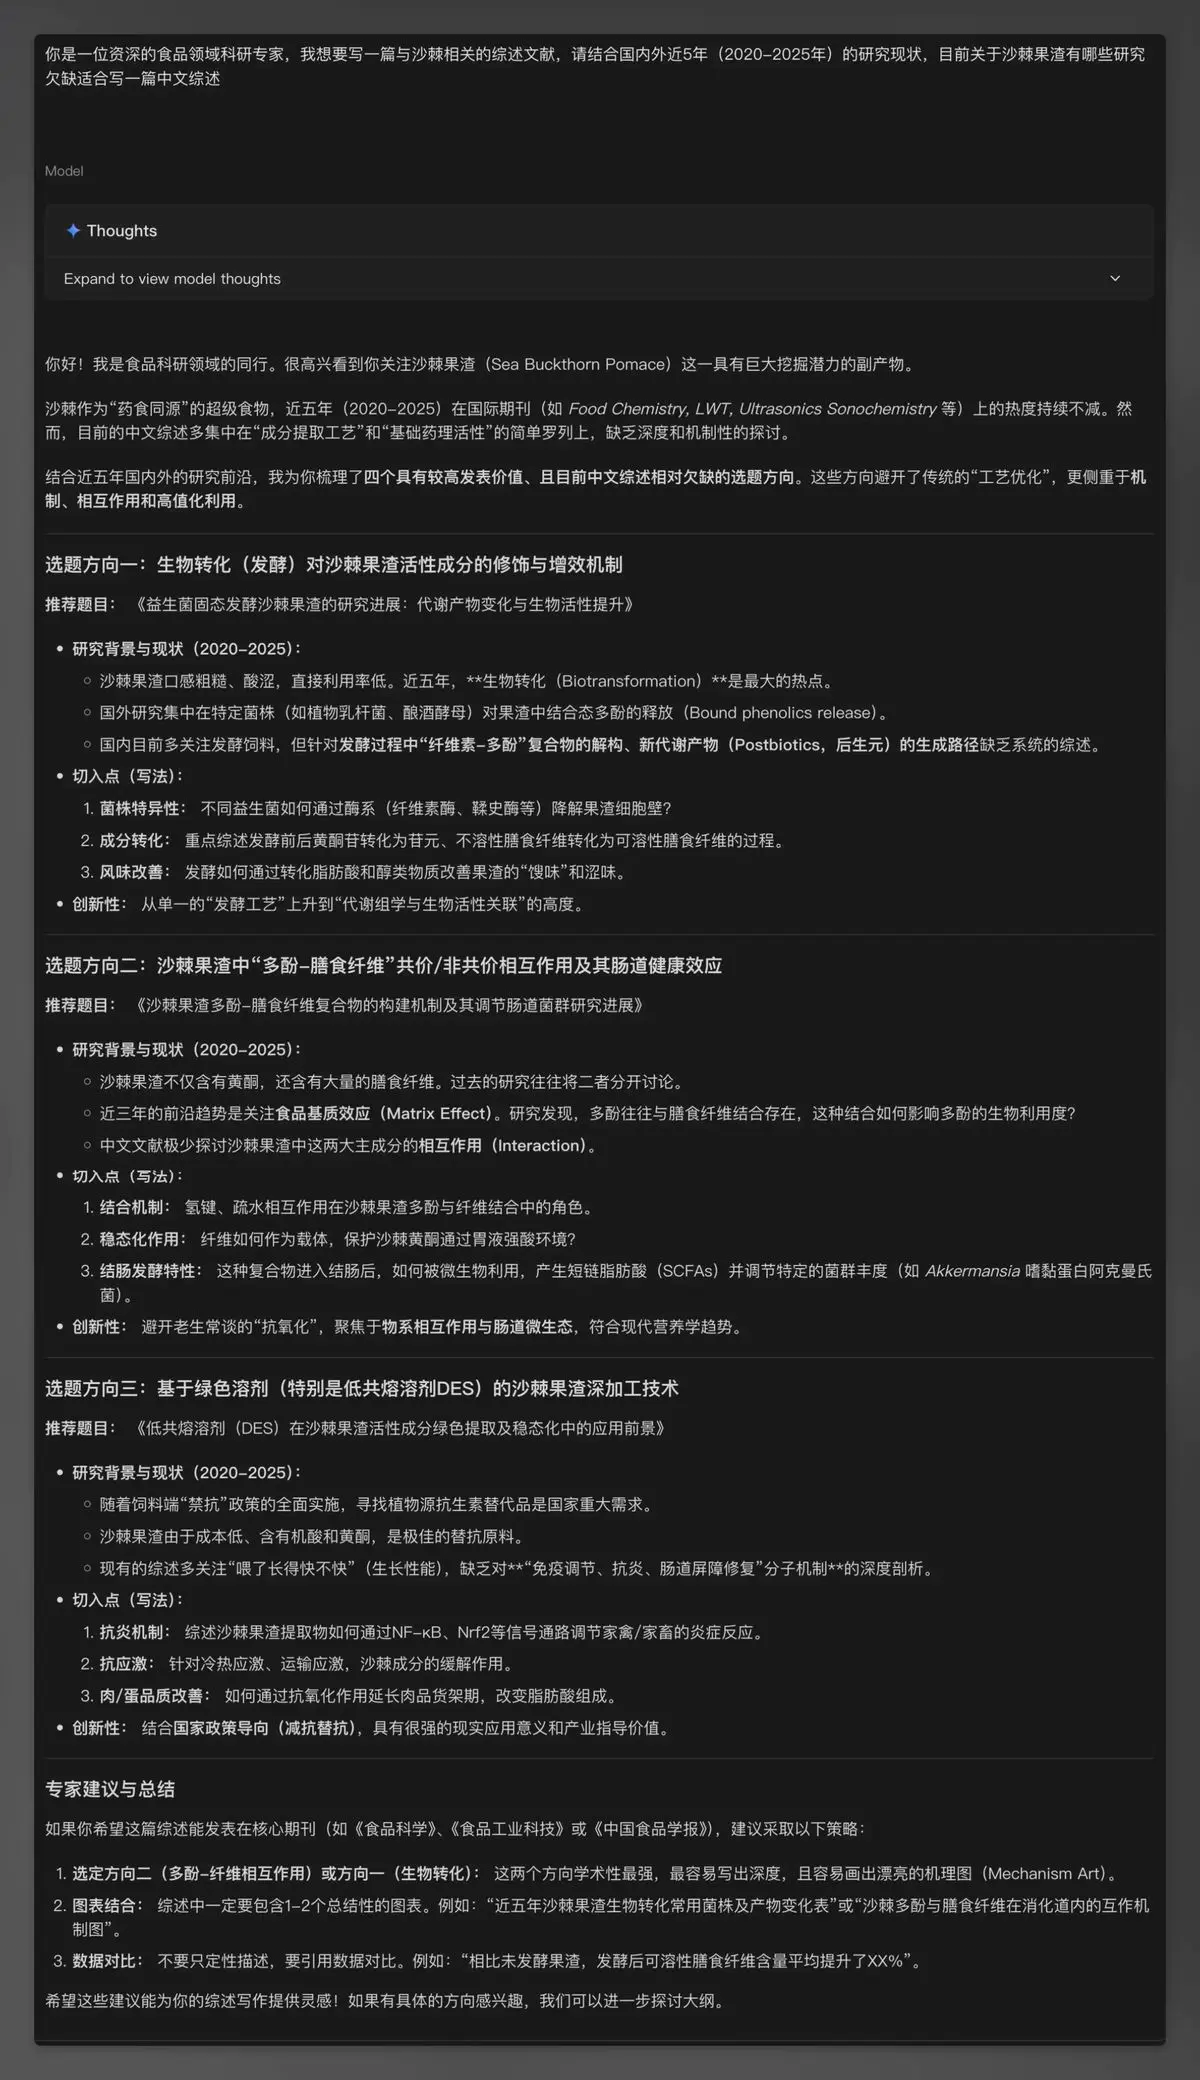 你是一位资深的食品领域科研专家，我想要写一篇与沙棘相关的综述文献，请结合国内外近5年（2020-2025年）的研究现状，目前关于沙棘果渣有哪些研究
欠缺适合写一篇中文综述
Model
Thoughts
Expand to view model thoughts
你好！我是食品科研领域的同行。很高兴看到你关注沙棘果渣（Sea Buckthorn Pomace）这一具有巨大挖掘潜力的副产物。
沙棘作为“药食同源”的超级食物，近五年（2020-2025）在国际期刊（如 Food Chemistry, LWT, Ultrasonics Sonochemistry 等）上的热度持续不减。然
而，目前的中文综述多集中在“成分提取工艺”和“基础药理活性”的简单罗列上，缺乏深度和机制性的探讨。
结合近五年国内外的研究前沿，我为你梳理了四个具有较高发表价值、且目前中文综述相对欠缺的选题方向。这些方向避开了传统的“工艺优化”，更侧重于机
制、相互作用和高值化利用。
选题方向一：生物转化（发酵）对沙棘果渣活性成分的修饰与增效机制
推荐题目： 《益生菌固态发酵沙棘果渣的研究进展：代谢产物变化与生物活性提升》
• 研究背景与现状（2020-2025）：
○ 沙棘果渣口感粗糙、酸涩，直接利用率低。近五年，**生物转化（Biotransformation）**是最大的热点。
○ 国外研究集中在特定菌株（如植物乳杆菌、酿酒酵母）对果渣中结合态多酚的释放（Bound phenolics release）。
○ 国内目前多关注发酵饲料，但针对发酵过程中“纤维素-多酚”复合物的解构、新代谢产物（Postbiotics，后生元）的生成路径缺乏系统的综述。
• 切入点（写法）：
1. 菌株特异性： 不同益生菌如何通过酶系（纤维素酶、鞣史酶等）降解果渣细胞壁？
2. 成分转化： 重点综述发酵前后黄酮苷转化为苷元、不溶性膳食纤维转化为可溶性膳食纤维的过程。
3. 风味改善： 发酵如何通过转化脂肪酸和醇类物质改善果渣的“馊味”和涩味。
• 创新性： 从单一的“发酵工艺”上升到“代谢组学与生物活性关联”的高度。
选题方向二：沙棘果渣中“多酚-膳食纤维”共价/非共价相互作用及其肠道健康效应
推荐题目： 《沙棘果渣多酚-膳食纤维复合物的构建机制及其调节肠道菌群研究进展》
• 研究背景与现状（2020-2025）：
○ 沙棘果渣不仅含有黄酮，还含有大量的膳食纤维。过去的研究往往将二者分开讨论。
○ 近三年的前沿趋势是关注食品基质效应（Matrix Effect）。研究发现，多酚往往与膳食纤维结合存在，这种结合如何影响多酚的生物利用度？
○ 中文文献极少探讨沙棘果渣中这两大主成分的相互作用（Interaction）。
• 切入点（写法）：
1. 结合机制： 氢键、疏水相互作用在沙棘果渣多酚与纤维结合中的角色。
2. 稳态化作用： 纤维如何作为载体，保护沙棘黄酮通过胃液强酸环境？
3. 结肠发酵特性： 这种复合物进入结肠后，如何被微生物利用，产生短链脂肪酸（SCFAs）并调节特定的菌群丰度（如 Akkermansia 嗜黏蛋白阿克曼氏
菌）。
• 创新性： 避开老生常谈的“抗氧化”，聚焦于物系相互作用与肠道微生态，符合现代营养学趋势。
选题方向三：基于绿色溶剂（特别是低共熔溶剂DES）的沙棘果渣深加工技术
推荐题目： 《低共熔溶剂（DES）在沙棘果渣活性成分绿色提取及稳态化中的应用前景》
• 研究背景与现状（2020-2025）：
○ 随着饲料端“禁抗”政策的全面实施，寻找植物源抗生素替代品是国家重大需求。
○ 沙棘果渣由于成本低、含有机酸和黄酮，是极佳的替抗原料。
○ 现有的综述多关注“喂了长得快不快”（生长性能），缺乏对**“免疫调节、抗炎、肠道屏障修复”分子机制**的深度剖析。
• 切入点（写法）：
1. 抗炎机制： 综述沙棘果渣提取物如何通过NF-κB、Nrf2等信号通路调节家禽/家畜的炎症反应。
2. 抗应激： 针对冷热应激、运输应激，沙棘成分的缓解作用。
3. 肉/蛋品质改善： 如何通过抗氧化作用延长肉品货架期，改变脂肪酸组成。
• 创新性： 结合国家政策导向（减抗替抗），具有很强的现实应用意义和产业指导价值。
专家建议与总结
如果你希望这篇综述能发表在核心期刊（如《食品科学》、《食品工业科技》或《中国食品学报》），建议采取以下策略：
1. 选定方向二（多酚-纤维相互作用）或方向一（生物转化）： 这两个方向学术性最强，最容易写出深度，且容易画出漂亮的机理图（Mechanism Art）。
2. 图表结合： 综述中一定要包含1-2个总结性的图表。例如：“近五年沙棘果渣生物转化常用菌株及产物变化表”或“沙棘多酚与膳食纤维在消化道内的互作机
制图”。
3. 数据对比： 不要只定性描述，要引用数据对比。例如：“相比未发酵果渣，发酵后可溶性膳食纤维含量平均提升了XX%”。
希望这些建议能为你的综述写作提供灵感！如果有具体的方向感兴趣，我们可以进一步探讨大纲。